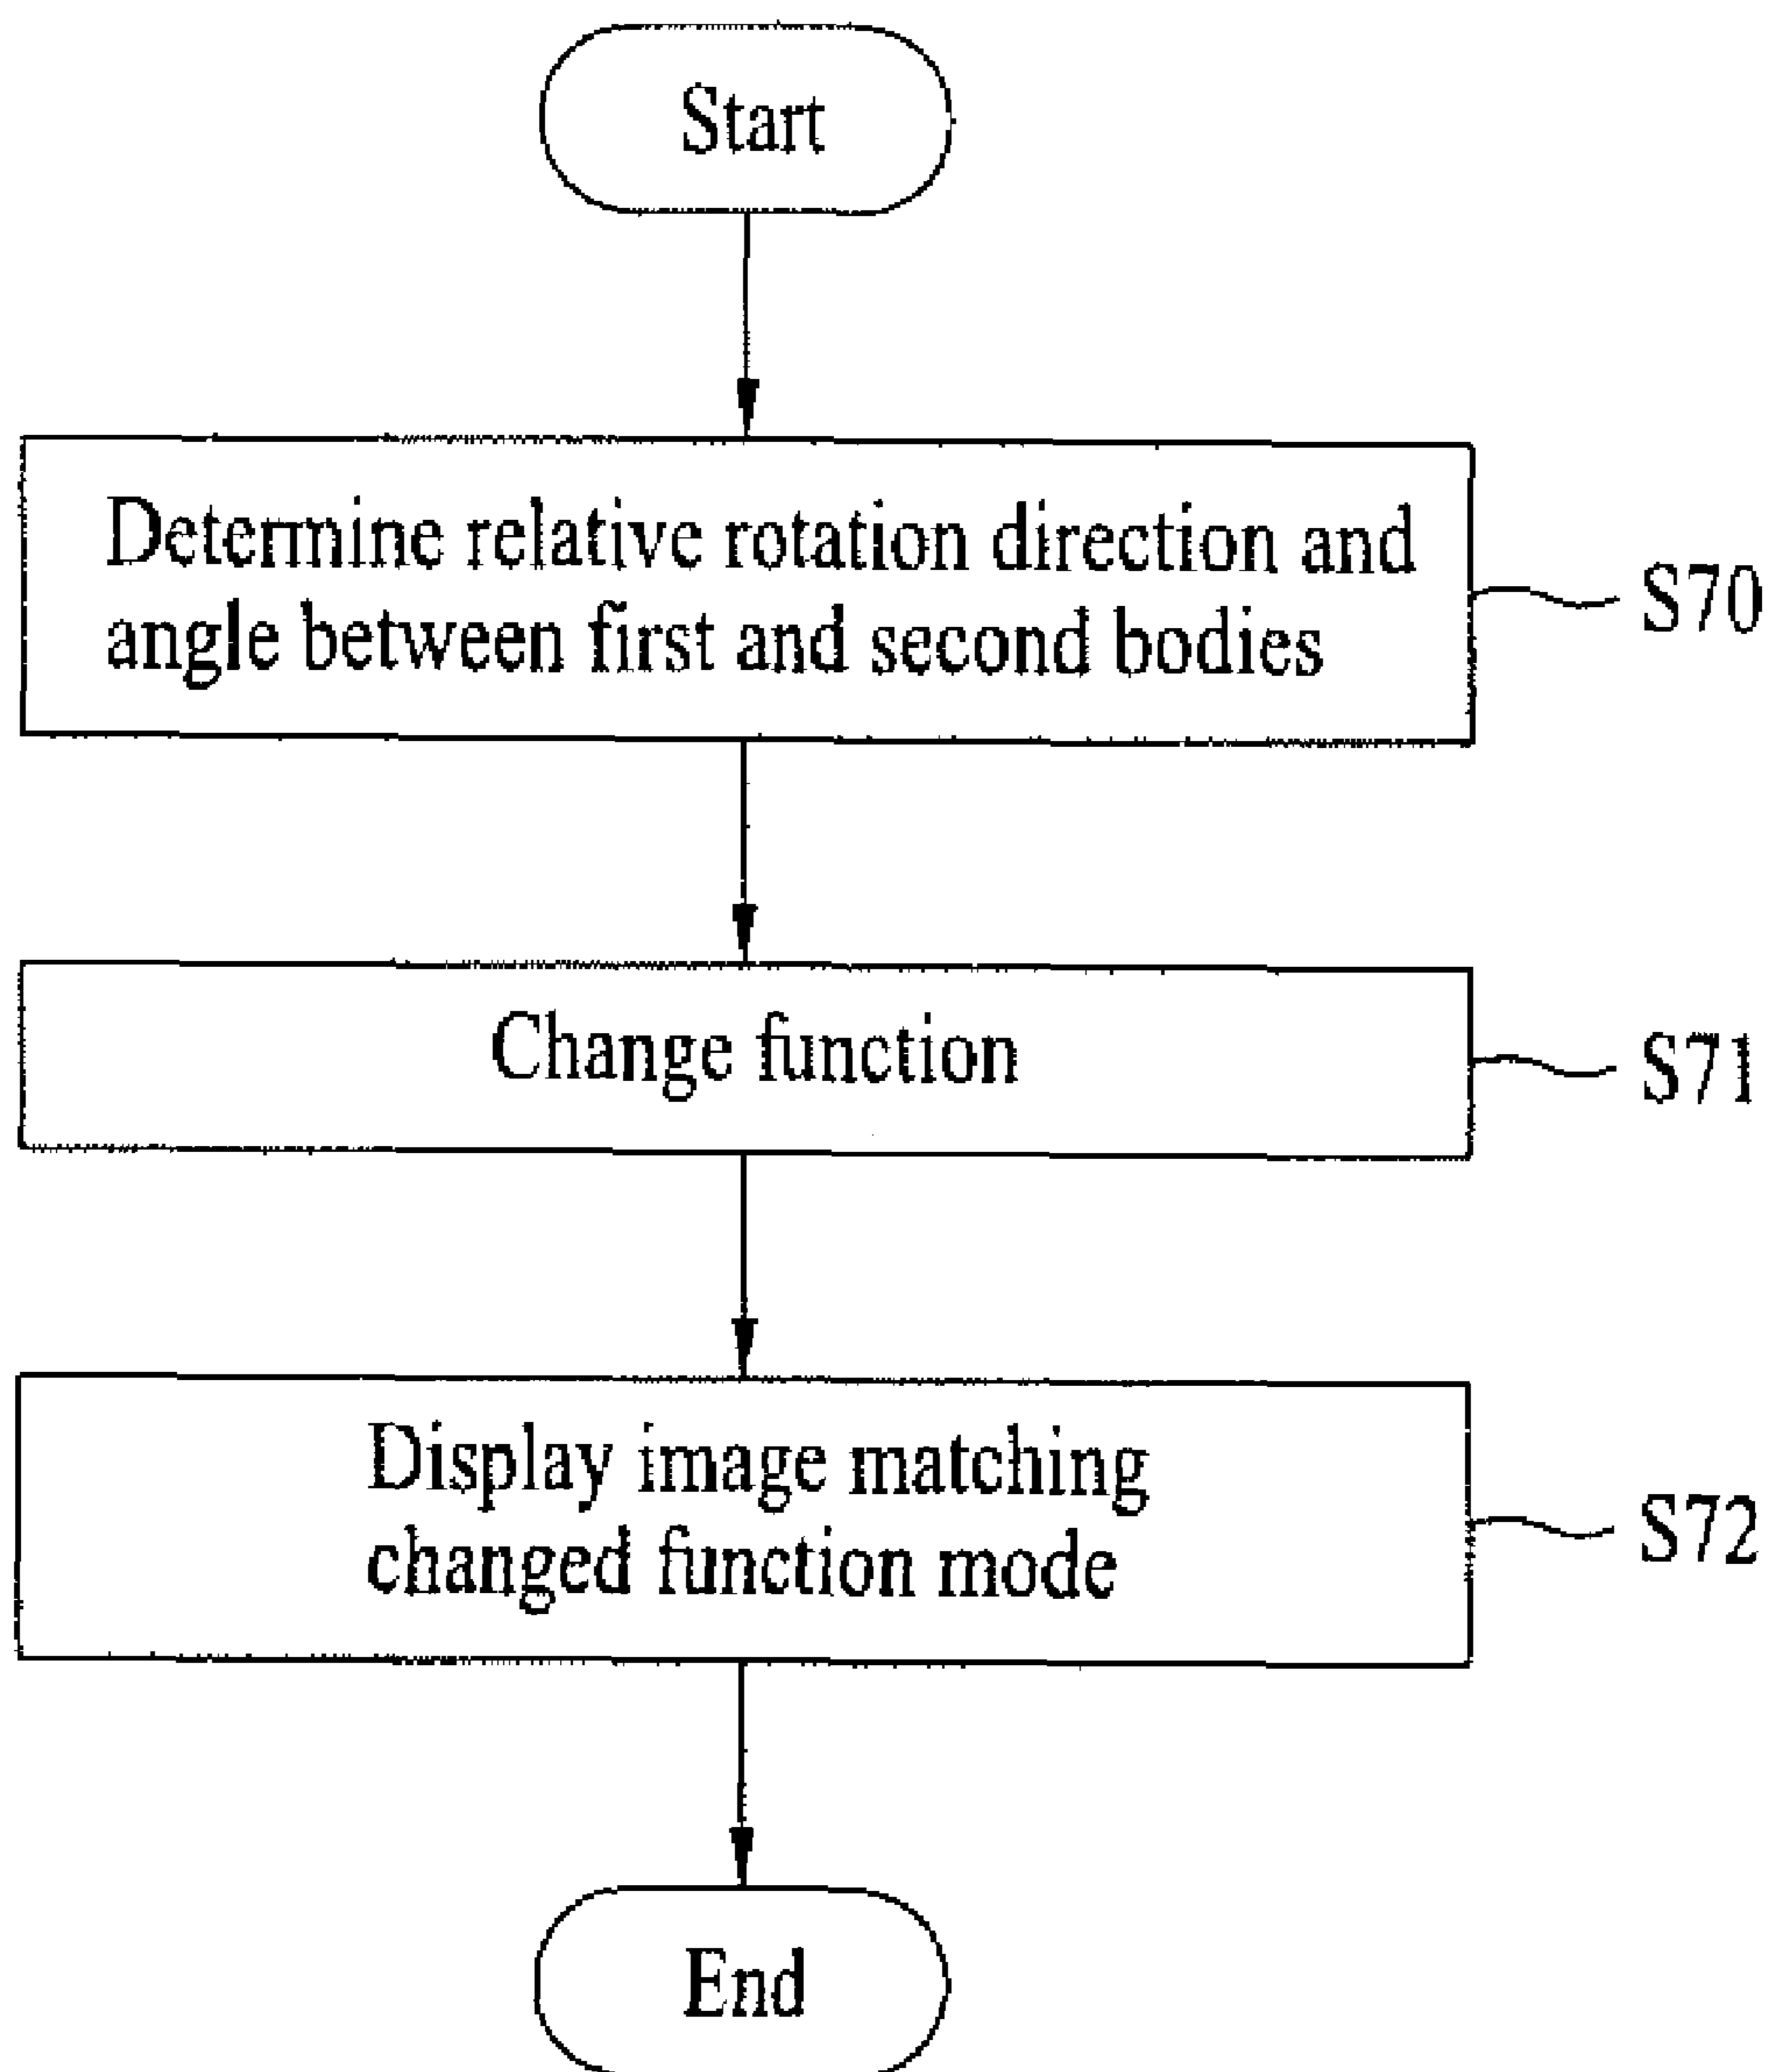 Start
Determine relative rotation direction and
angle between first and second bodies
S70
Change function
S71
Display image matching
changed function mode
S72
End